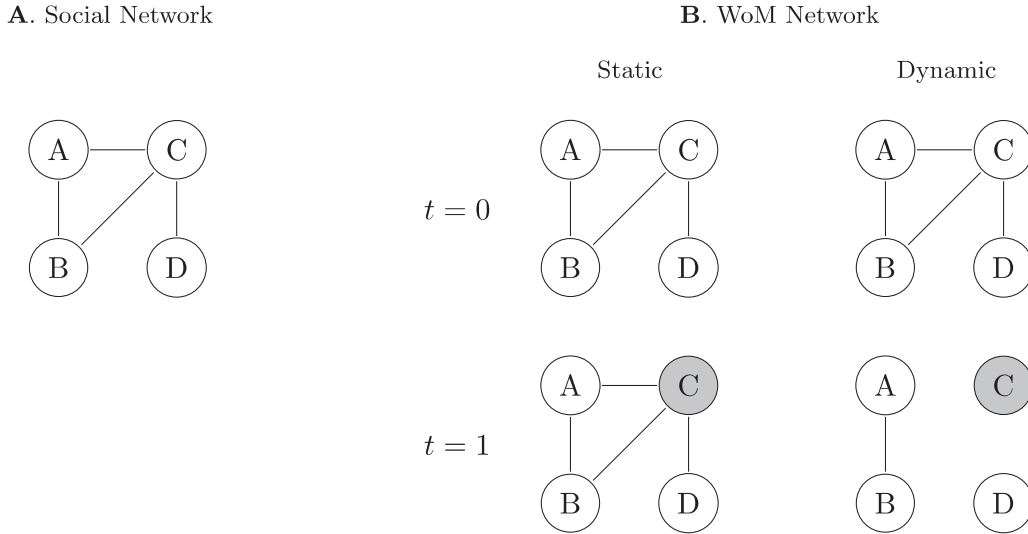 A. Social Network
B. WoM Network
Static
Dynamic
A
C
B
D
t = 0
A
C
B
D
A
C
B
D
t = 1
A
C
B
D
A
C
B
D